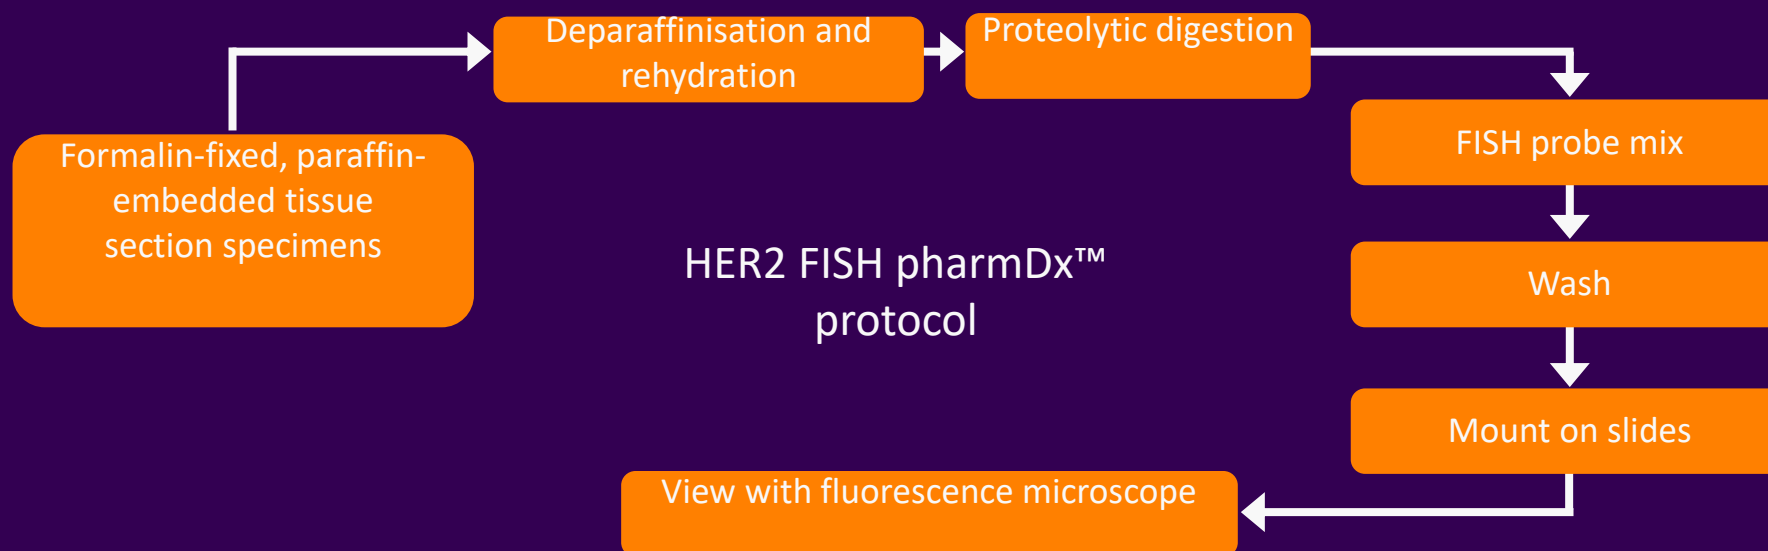 Formalin-fixed, paraffin-
embedded tissue
section specimens
Deparaffinisation and
rehydration
Proteolytic digestion
FISH probe mix
Wash
Mount on slides
View with fluorescence microscope
HER2 FISH pharmDx™
protocol